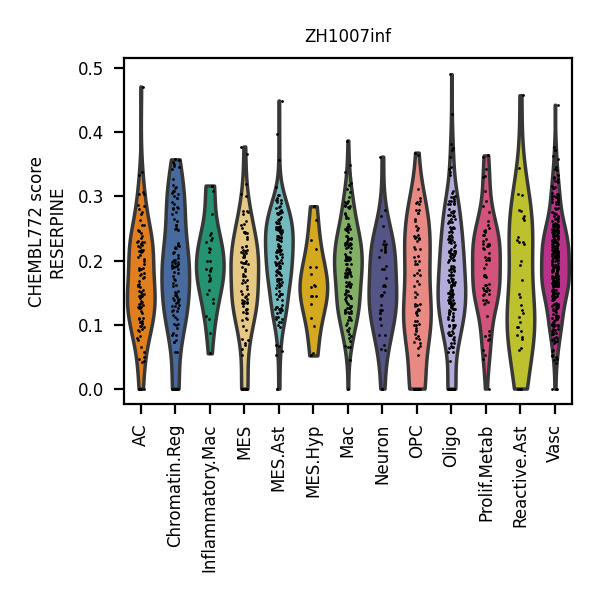 ZH1007inf
CHEMBL772 score
RESERPINE
0.5
0.4
0.3
0.2
0.1
0.0
AC
Chromatin.Reg
Inflammatory.Mac
MES
MES.Ast
MES.Hyp
Mac
Neuron
OPC
Oligo
Prolif.Metab
Reactive.Ast
Vasc